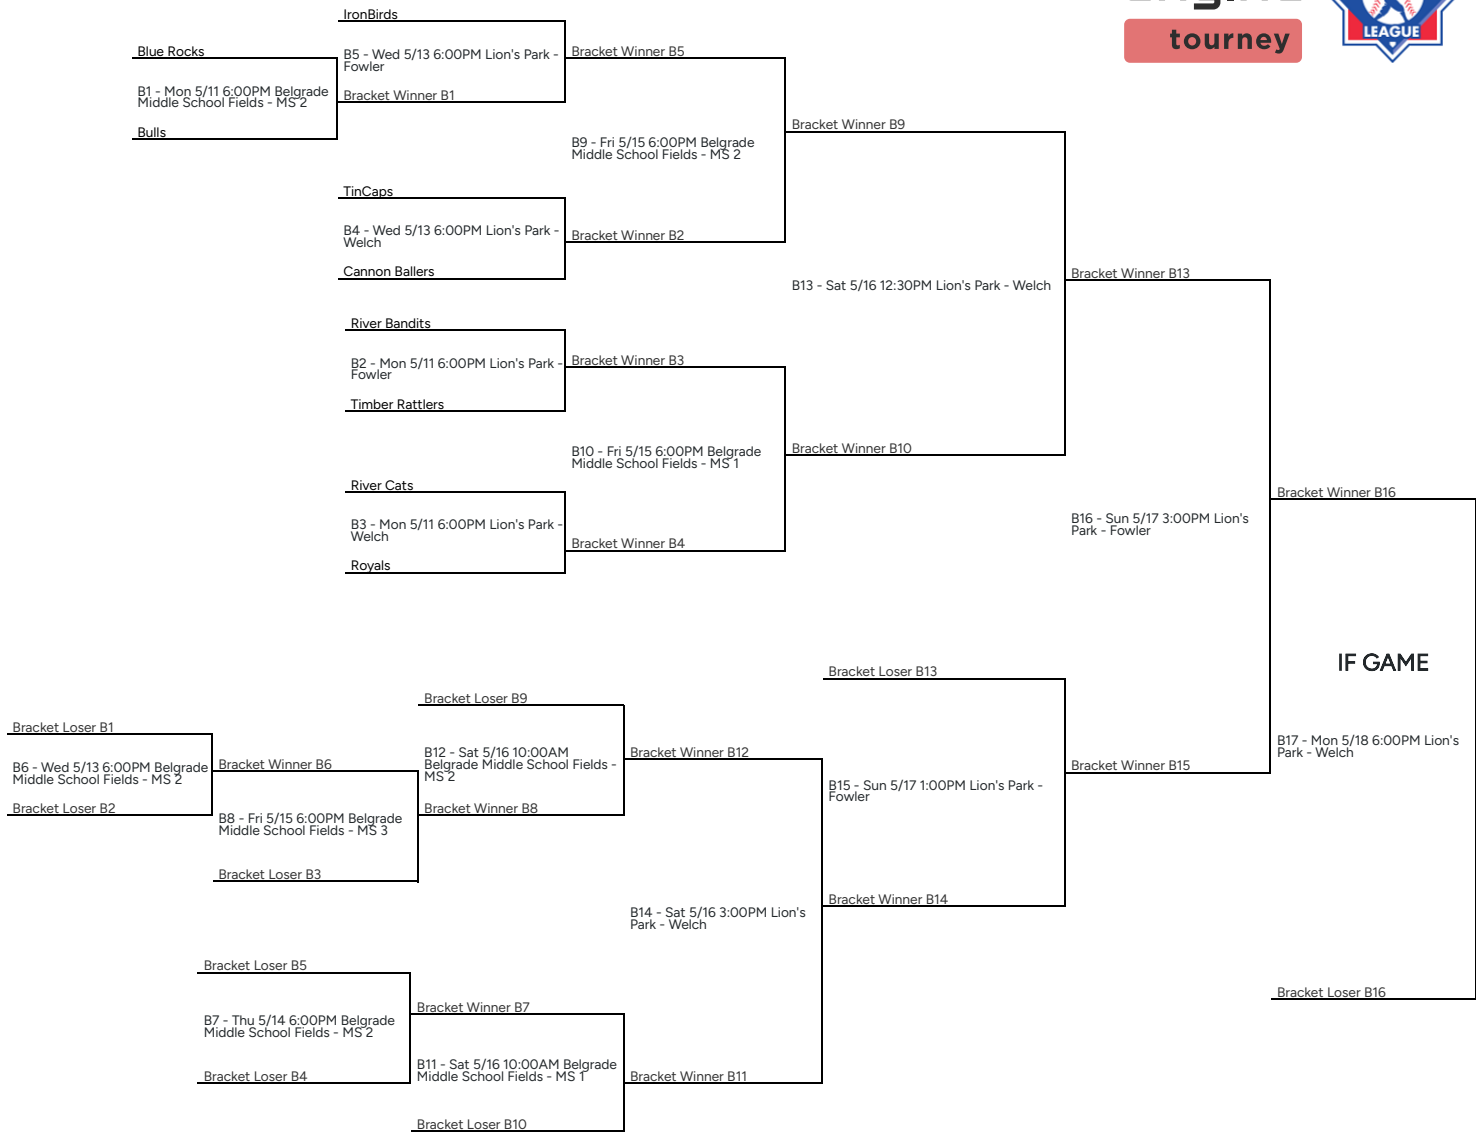 IronBirds
tourney
LEAGUE
Blue Rocks
B5 - Wed 5/13 6:00PM Lion's Park -
Fowler
Bracket Winner B5
B1 - Mon 5/11 6:00PM Belgrade
Middle School Fields - MS 2
Bracket Winner B1
Bulls
Bracket Winner B9
B9 - Fri 5/15 6:00PM Belgrade
Middle School Fields - MS 2
TinCaps
B4 - Wed 5/13 6:00PM Lion's Park -
Welch
Bracket Winner B2
Cannon Ballers
Bracket Winner B13
B13 - Sat 5/16 12:30PM Lion's Park - Welch
River Bandits
B2 - Mon 5/11 6:00PM Lion's Park -
Fowler
Bracket Winner B3
Timber Rattlers
B10 - Fri 5/15 6:00PM Belgrade
Middle School Fields - MS 1
Bracket Winner B10
River Cats
Bracket Winner B16
B3 - Mon 5/11 6:00PM Lion's Park -
Welch
B16 - Sun 5/17 3:00PM Lion's
Park - Fowler
Bracket Winner B4
Royals
IF GAME
Bracket Loser B13
Bracket Loser B9
Bracket Loser B1
B12 - Sat 5/16 10:00AM
Belgrade Middle School Fields -
MS 2
Bracket Winner B12
B17 - Mon 5/18 6:00PM Lion's
Park - Welch
B6 - Wed 5/13 6:00PM Belgrade
Middle School Fields - MS 2
Bracket Winner B6
Bracket Winner B15
B15 - Sun 5/17 1:00PM Lion's Park -
Fowler
Bracket Loser B2
Bracket Winner B8
B8 - Fri 5/15 6:00PM Belgrade
Middle School Fields - MS 3
Bracket Loser B3
Bracket Winner B14
B14 - Sat 5/16 3:00PM Lion's
Park - Welch
Bracket Loser B5
Bracket Loser B16
Bracket Winner B7
B7 - Thu 5/14 6:00PM Belgrade
Middle School Fields - MS 2
B11 - Sat 5/16 10:00AM Belgrade
Middle School Fields - MS 1
Bracket Loser B4
Bracket Winner B11
Bracket Loser B10